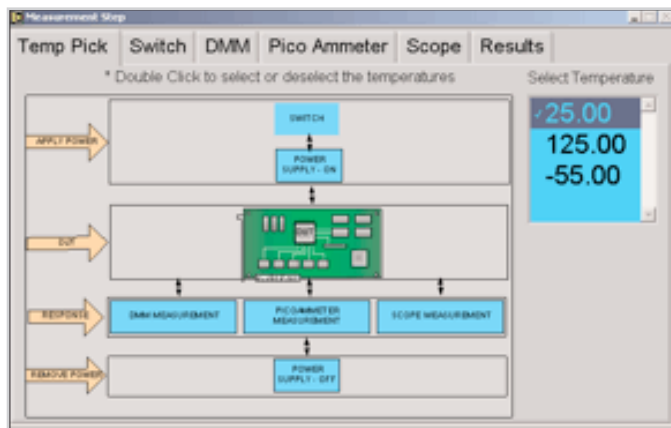 Measurement Step
Temp Pick Switch DMM Pico Ammeter Scope Results
* Double Click to select or deselect the temperatures
Select Temperature
25.00
125.00
-55.00
APPLY POWER
SWITCH
POWER
SUPPLY - ON
DUT
DUT
RESPONSE
DMM MEASUREMENT
PICOAMMETER
MEASUREMENT
SCOPE MEASUREMENT
REMOVE POWER
POWER
SUPPLY - OFF